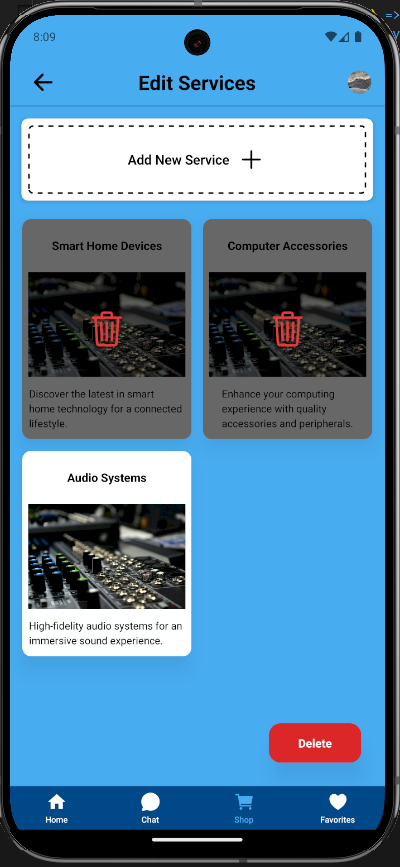 8:09
Edit Services
Add New Service
Smart Home Devices
Computer Accessories
Discover the latest in smart
home technology for a connected
lifestyle.
Enhance your computing
experience with quality
accessories and peripherals.
Audio Systems
High-fidelity audio systems for an
immersive sound experience.
Delete
Home
Chat
Shop
Favorites